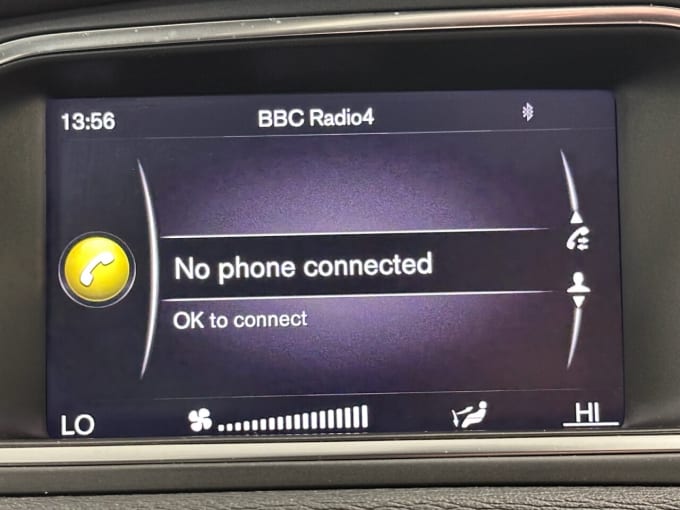 13:56 BBC Radio4
No phone connected
OK to connect
LO HI